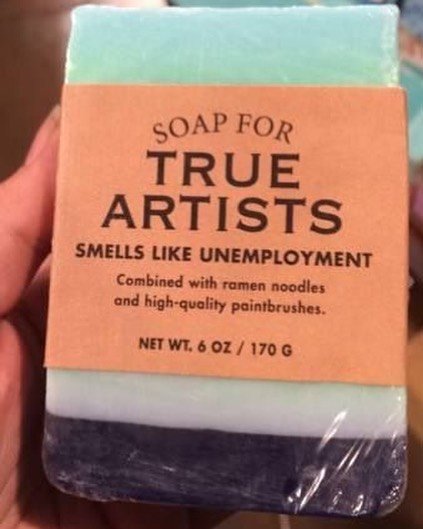 SOAP FOR
TRUE
ARTISTS
SMELLS LIKE UNEMPLOYMENT
Combined with ramen noodles
and high-quality paintbrushes.
NET WT. 6 OZ / 170 G